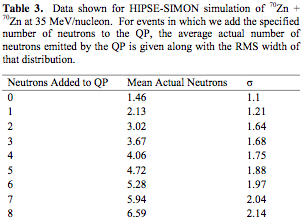 Table 3. Data shown for HIPSE-SIMON simulation of ⁷⁰Zn +
⁷⁰Zn at 35 MeV/nucleon. For events in which we add the specified
number of neutrons to the QP, the average actual number of
neutrons emitted by the QP is given along with the RMS width of
that distribution.
Neutrons Added to QP Mean Actual Neutrons σ
0 1.46 1.1
1 2.13 1.21
2 3.02 1.64
3 3.67 1.68
4 4.06 1.75
5 4.72 1.88
6 5.28 1.97
7 5.94 2.04
8 6.59 2.14